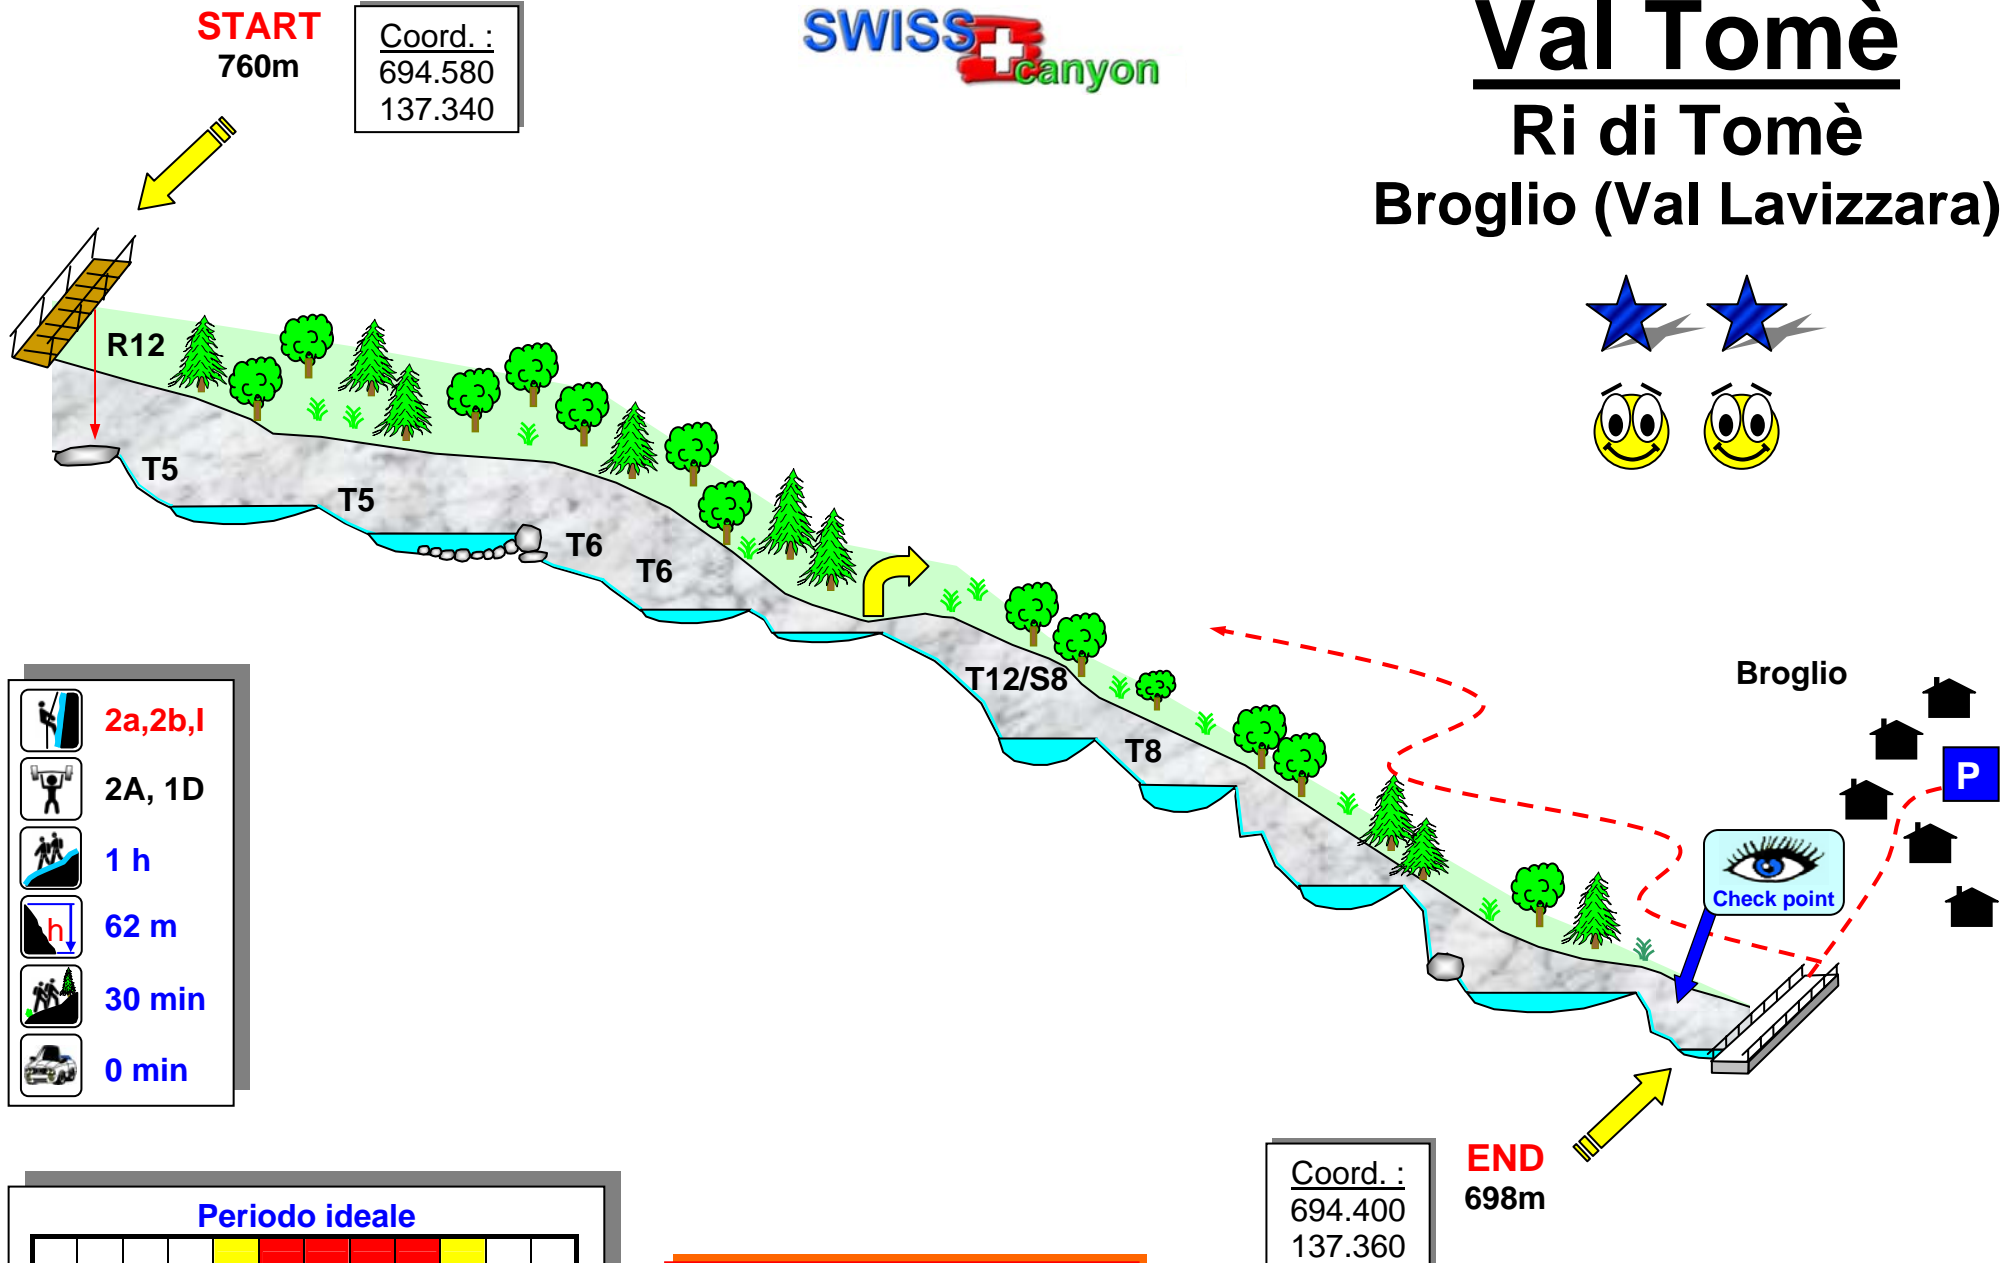 START
760m
Coord. :
694.580
137.340
SWISS
canyon
Val Tomè
Ri di Tomè
Broglio (Val Lavizzara)
R12
T5
T5
T6
T6
T12/S8
T8
Broglio
P
Check point
2a,2b,I
2A, 1D
1 h
h
62 m
30 min
0 min
END
698m
Coord. :
694.400
137.360
Periodo ideale